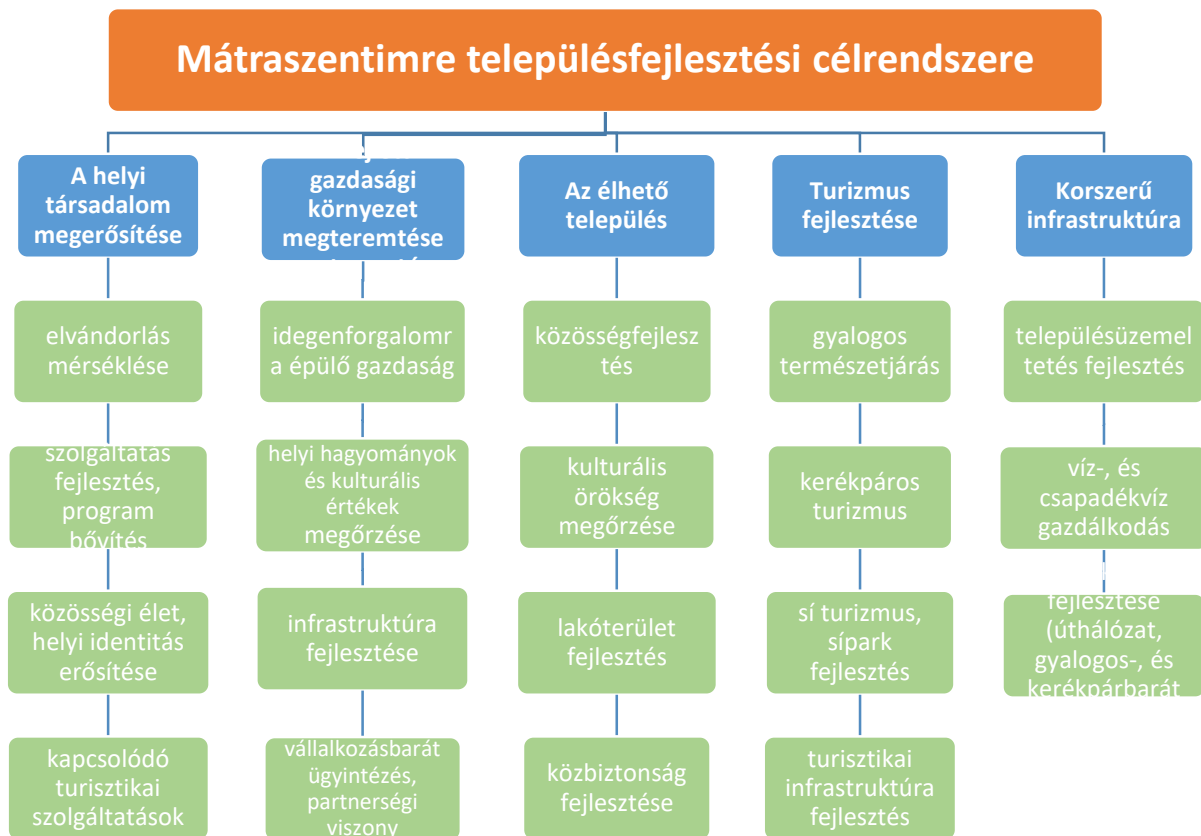 Mátraszentimre településfejlesztési célrendszere
A helyi
társadalom
megerősítése
gazdasági
környezet
megteremtése
Az élhető
település
Turizmus
fejlesztése
Korszerű
infrastruktúra
elvándorlás
mérséklése
idegenforgalomr
a épülő gazdaság
közösségfejlesz
tés
gyalogos
természetjárás
településüzemel
tetés fejlesztés
szolgáltatás
fejlesztés,
program
bővítés
helyi hagyományok
és kulturális
értékek
megőrzése
kulturális
örökség
megőrzése
kerékpáros
turizmus
víz-, és
csapadékvíz
gazdálkodás
közösségi élet,
helyi identitás
erősítése
infrastruktúra
fejlesztése
lakóterület
fejlesztés
sí turizmus,
sípark
fejlesztés
fejlesztése
(úthálózat,
gyalogos-, és
kerékpárbarát
kapcsolódó
turisztikai
szolgáltatások
vállalkozásbarát
ügyintézés,
partnerségi
viszony
közbiztonság
fejlesztése
turisztikai
infrastruktúra
fejlesztés